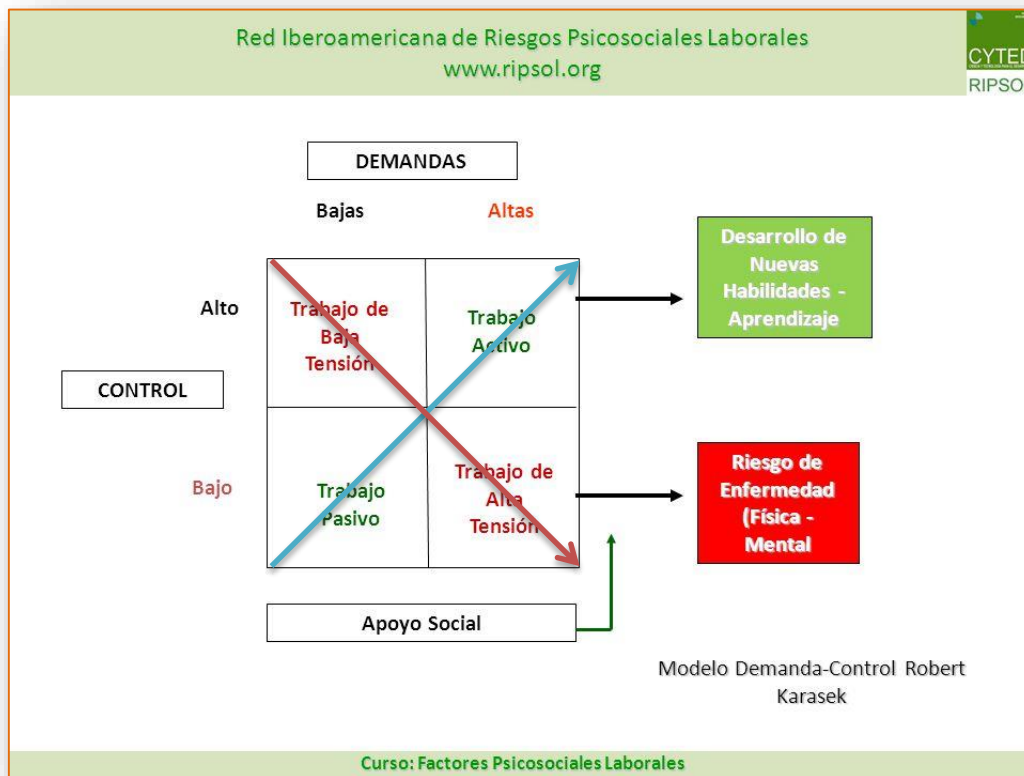 Red Iberoamericana de Riesgos Psicosociales Laborales
www.ripsol.org
CYTED
RIPSO
DEMANDAS
Bajas
Altas
Desarrollo de
Nuevas
Habilidades -
Aprendizaje
Alto
Trabajo de
Baja
Tensión
Trabajo
Activo
CONTROL
Bajo
Trabajo
Pasivo
Trabajo de
Alta
Tensión
Riesgo de
Enfermedad
(Física -
Mental
Apoyo Social
Modelo Demanda-Control Robert
Karasek
Curso: Factores Psicosociales Laborales